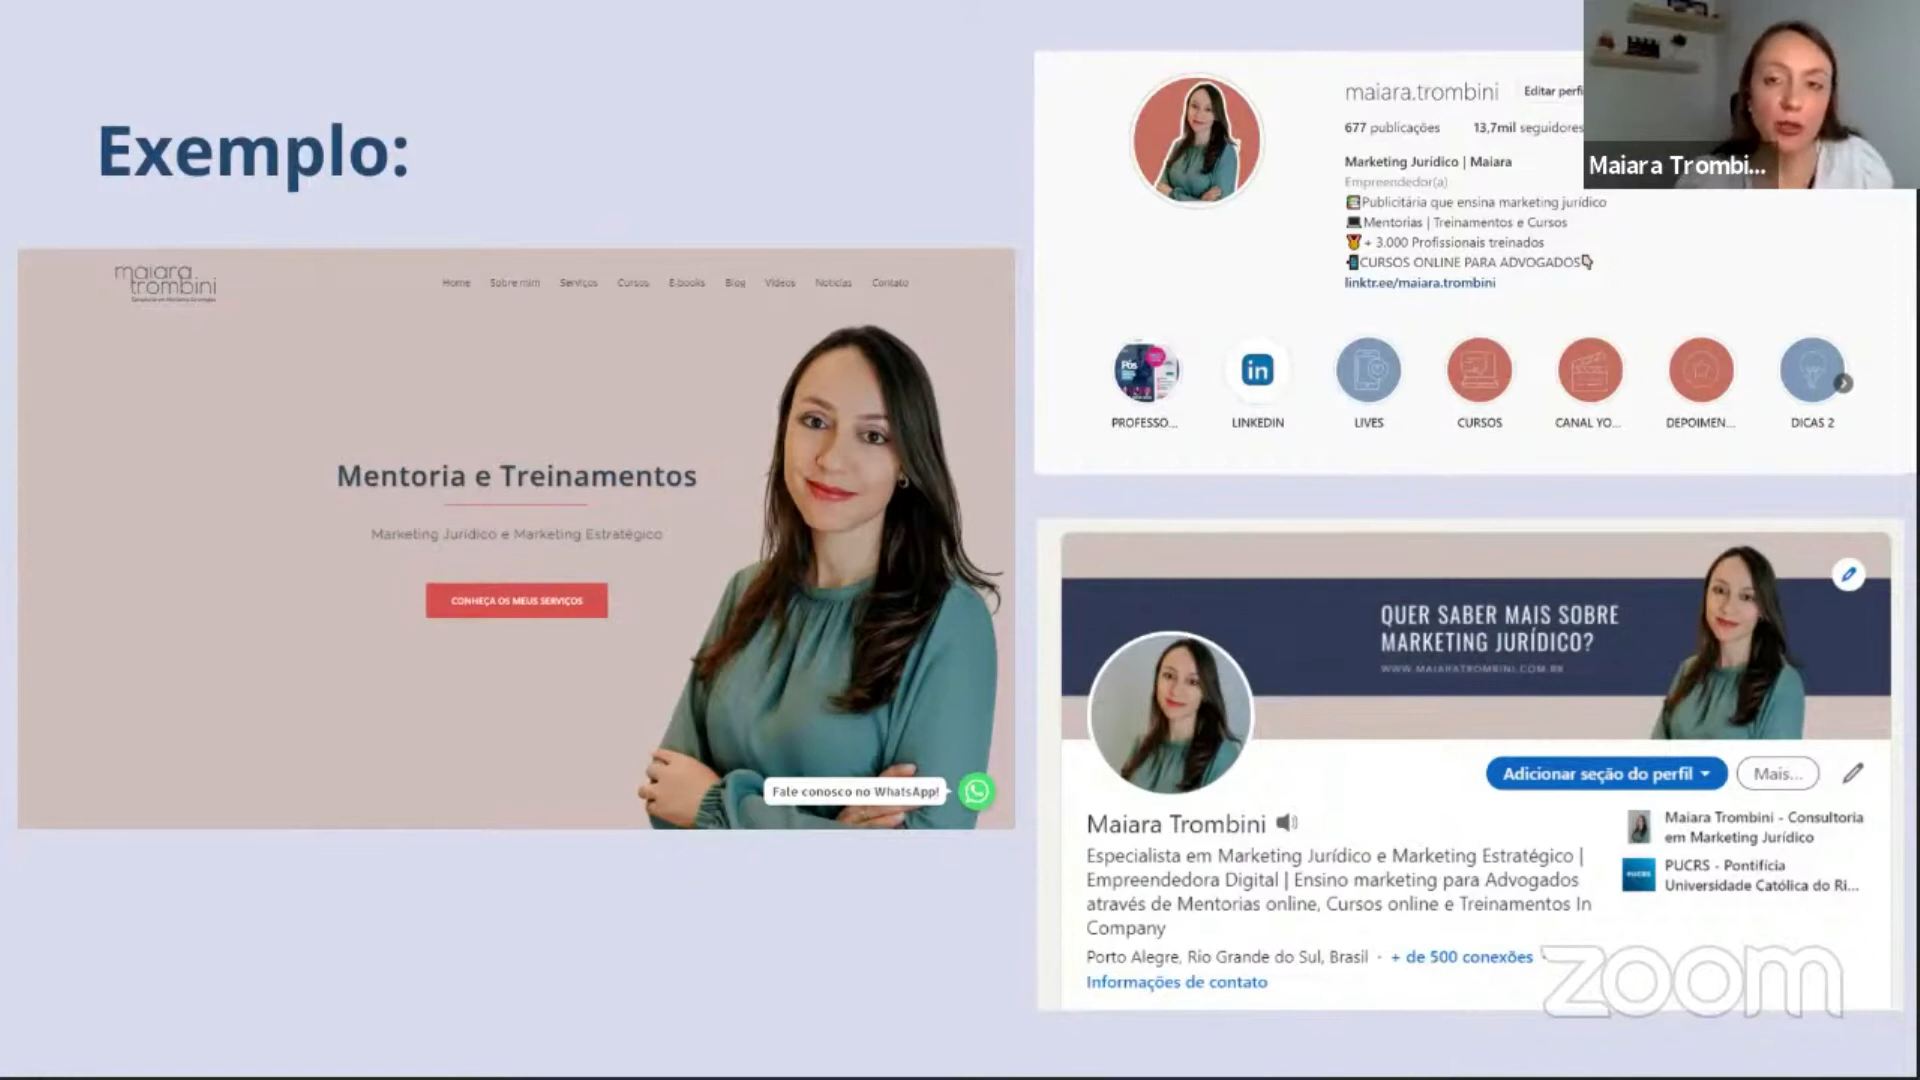 Exemplo:
maiara
trombini
Home Sobre mim Serviços Cursos E.books Blog Vídeos Notícias Contato
Mentoria e Treinamentos
Marketing Jurídico e Marketing Estratégico
CONHEÇA OS MEUS SERVIÇOS
Fale conosco no WhatsApp!
maiara.trombini Editar perfi
677 publicações 13,7mil seguidores
Marketing Jurídico | Maiara
Empreendedor(a)
Publicitária que ensina marketing jurídico
Mentorias | Treinamentos e Cursos
+ 3.000 Profissionais treinados
CURSOS ONLINE PARA ADVOGADOS
linktr.ee/maiara.trombini
Pós
PROFESSO... LINKEDIN LIVES CURSOS CANAL YO... DEPOIMEN... DICAS 2
Maiara Trombi...
QUER SABER MAIS SOBRE
MARKETING JURÍDICO?
WWW.MAIARATROMBINI.COM.BR
Adicionar seção do perfil Mais...
Maiara Trombini
Especialista em Marketing Jurídico e Marketing Estratégico |
Empreendedora Digital | Ensino marketing para Advogados
através de Mentorias online, Cursos online e Treinamentos In
Company
Porto Alegre, Rio Grande do Sul, Brasil · + de 500 conexões
Informações de contato
Maiara Trombini - Consultoria
em Marketing Jurídico
PUCRS - Pontifícia
Universidade Católica do Ri...
zoom